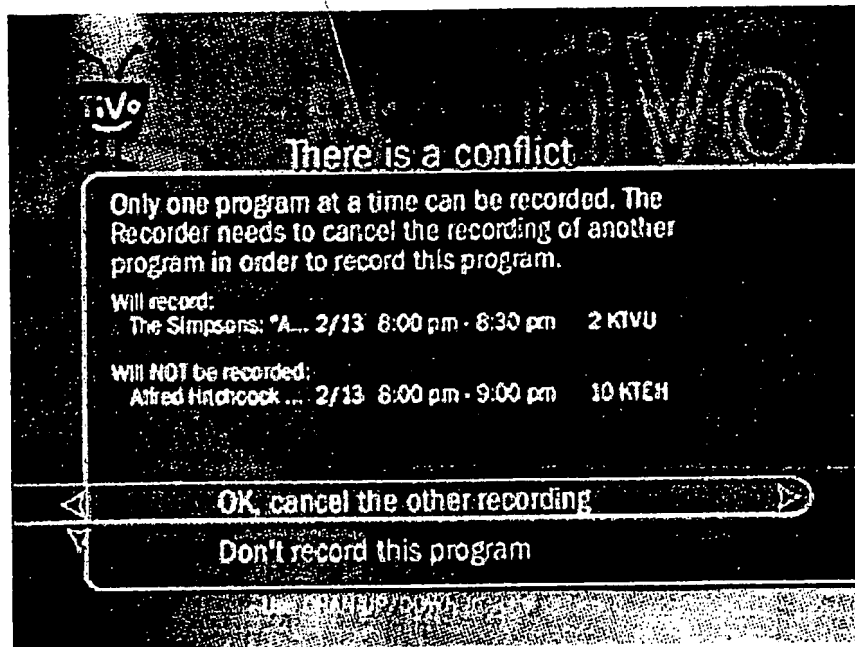 TiVo
TiVo
There is a conflict
Only one program at a time can be recorded. The
Recorder needs to cancel the recording of another
program in order to record this program.
Will record:
The Simpsons: "A... 2/13 8:00 pm - 8:30 pm 2 KTVU
Will NOT be recorded:
Alfred Hitchcock ... 2/13 8:00 pm - 9:00 pm 10 KTEH
OK, cancel the other recording
Don't record this program